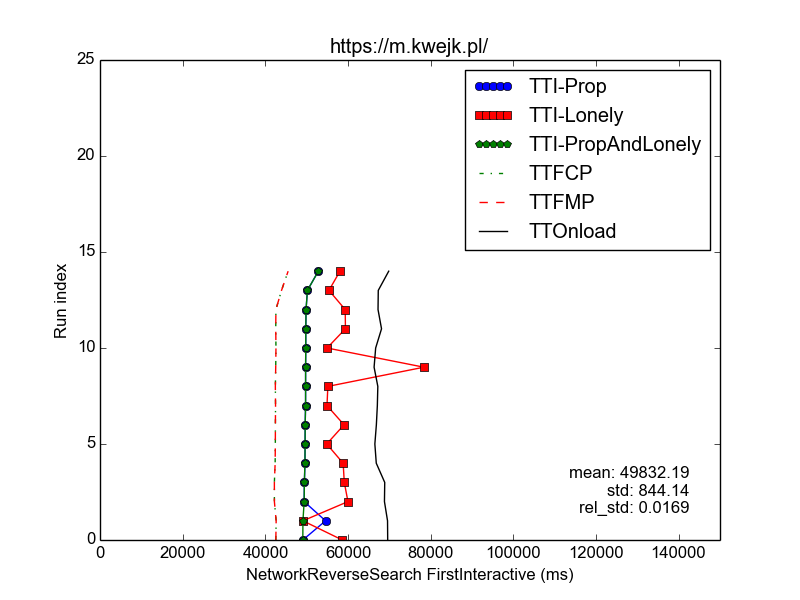 https://m.kwejk.pl/
25
20
15
10
5
0
Run index
TTI-Prop
TTI-Lonely
TTI-PropAndLonely
TTFCP
TTFMP
TTOnload
mean: 49832.19
std: 844.14
rel_std: 0.0169
0 20000 40000 60000 80000 100000 120000 140000
NetworkReverseSearch FirstInteractive (ms)